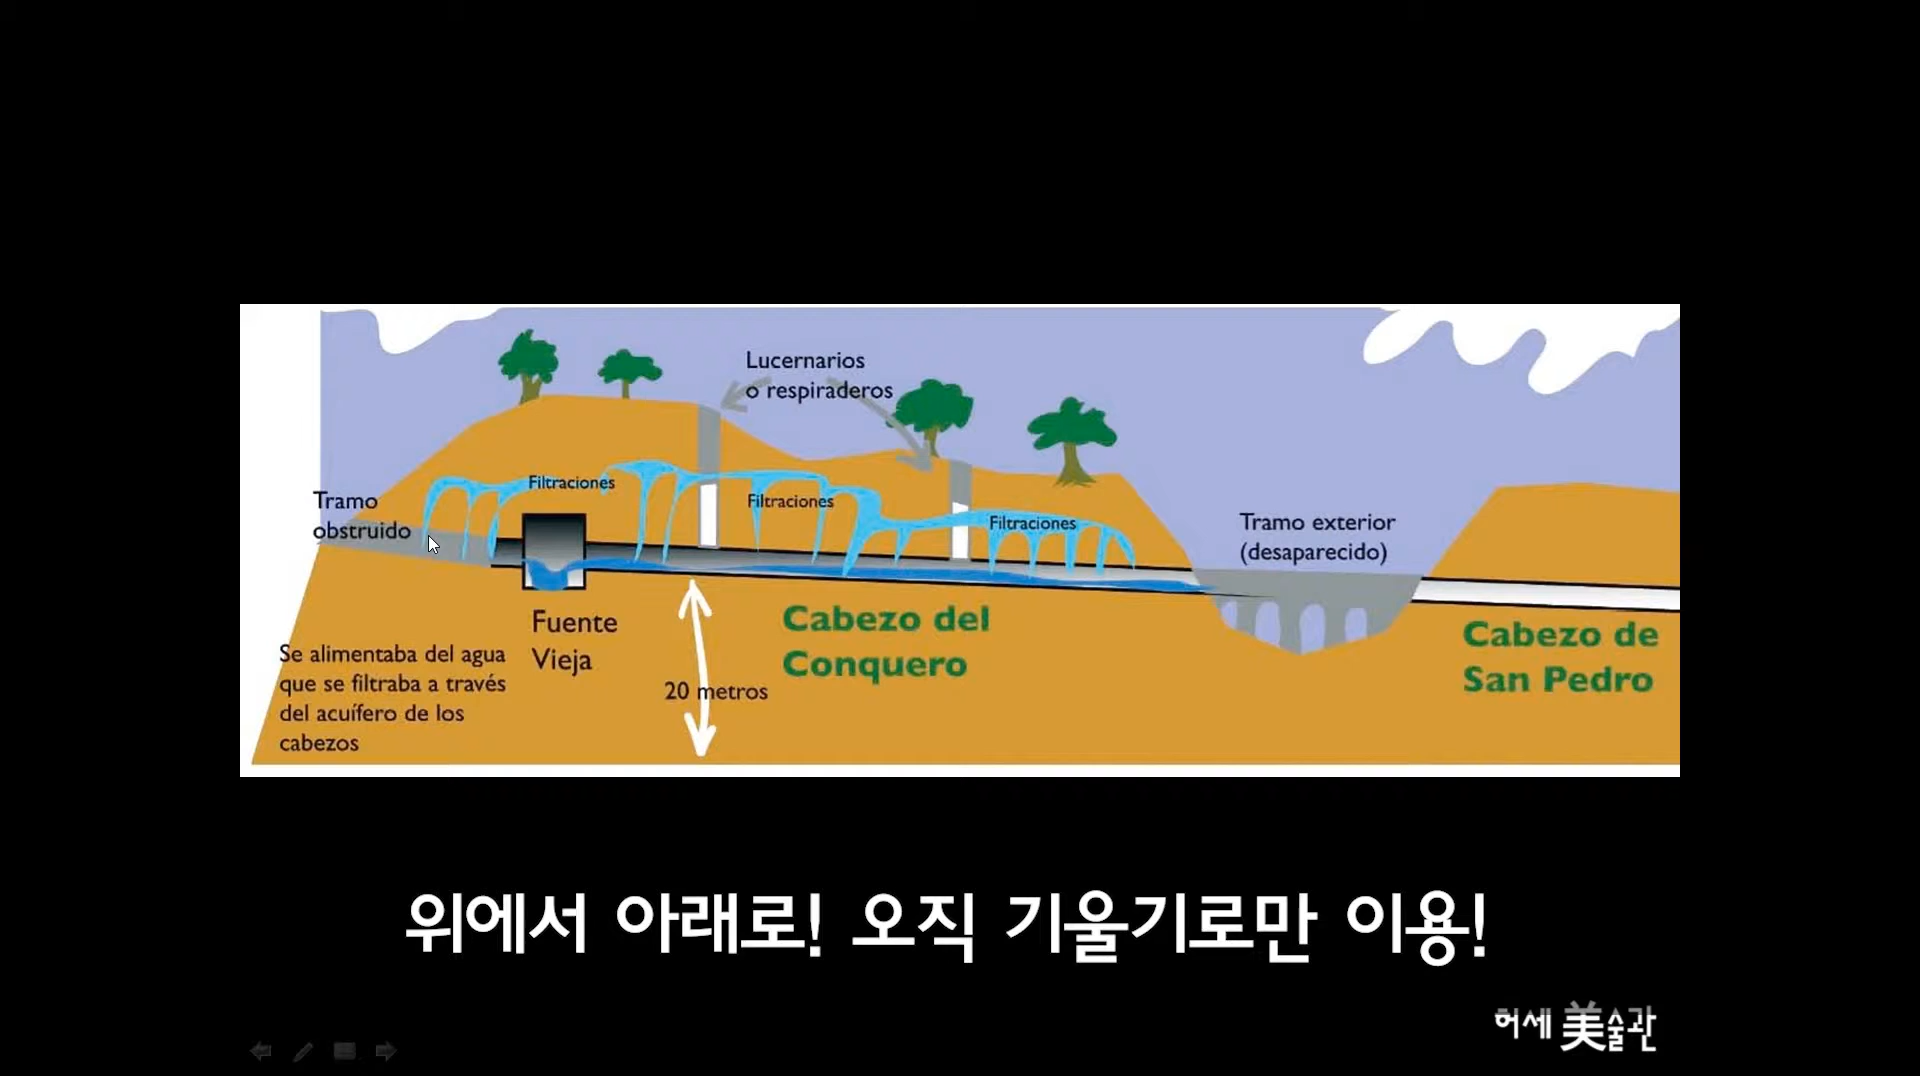 Lucernarios
o respiraderos
Filtraciones
Filtraciones
Filtraciones
Tramo
obstruido
Tramo exterior
(desaparecido)
Fuente
Vieja
Cabezo del
Conquero
Cabezo de
San Pedro
Se alimentaba del agua
que se filtraba a través
del acuífero de los
cabezos
20 metros
위에서 아래로! 오직 기울기로만 이용!
허세 美술관